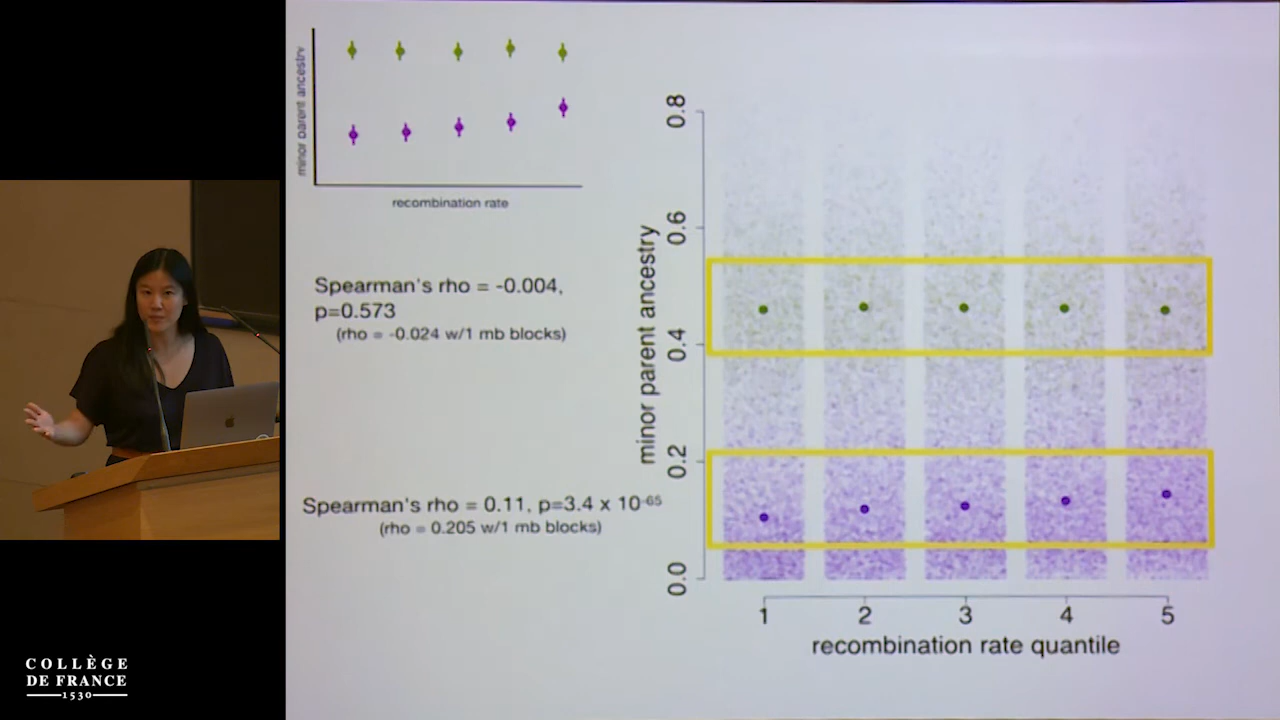 minor parent ancestry
recombination rate
Spearman's rho = -0.004,
p=0.573
(rho = -0.024 w/1 mb blocks)
Spearman's rho = 0.11, p=3.4 x 10-65
(rho = 0.205 w/1 mb blocks)
minor parent ancestry
0.8
0.6
0.4
0.2
0.0
1 2 3 4 5
recombination rate quantile
COLLÈGE
DE FRANCE
1530